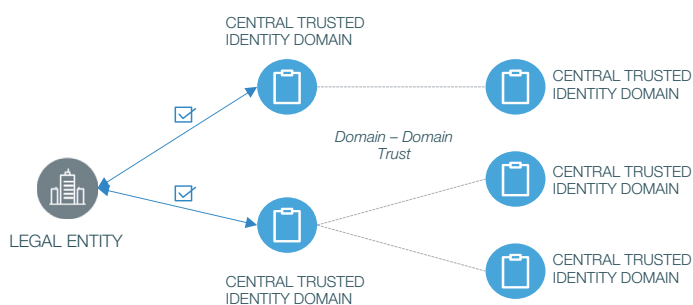 CENTRAL TRUSTED
IDENTITY DOMAIN
CENTRAL TRUSTED
IDENTITY DOMAIN
Domain – Domain
Trust
CENTRAL TRUSTED
IDENTITY DOMAIN
LEGAL ENTITY
CENTRAL TRUSTED
IDENTITY DOMAIN
CENTRAL TRUSTED
IDENTITY DOMAIN